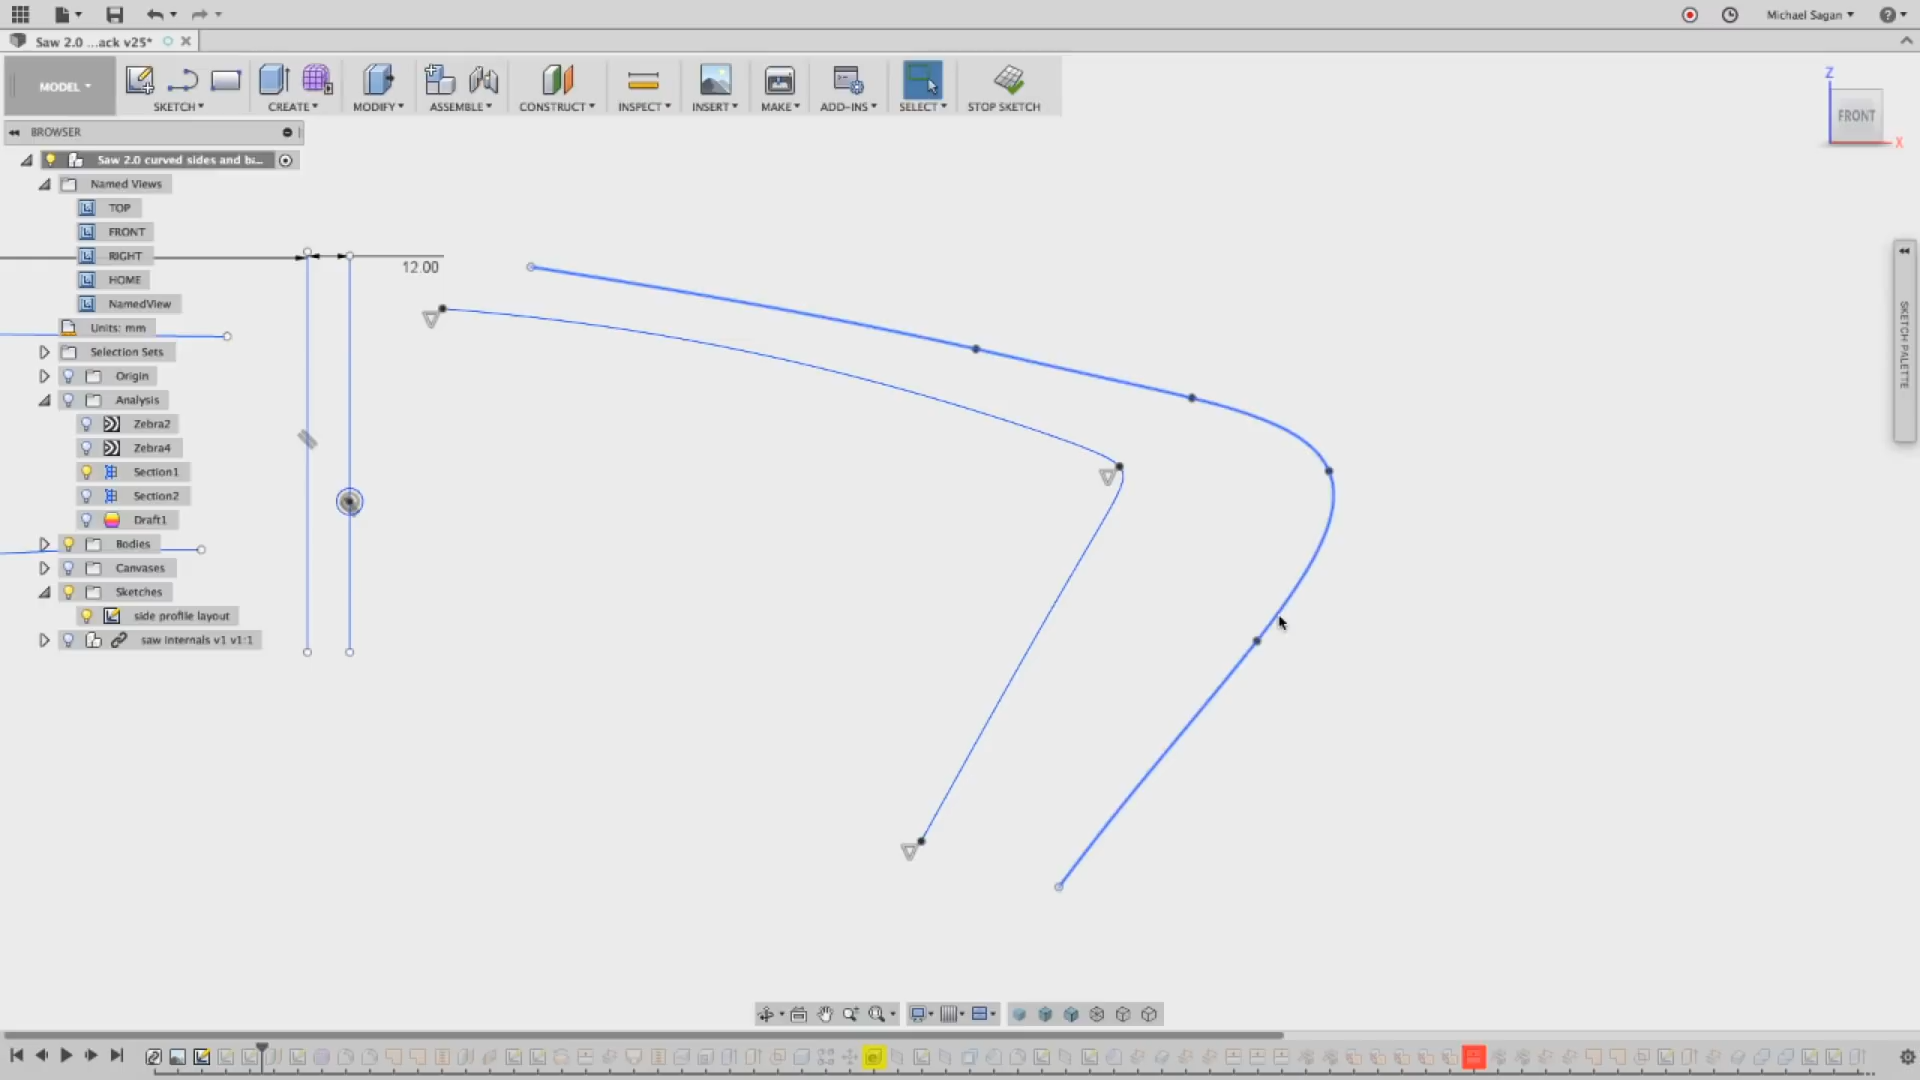 Michael Sagan
?
Saw 2.0 ...ack v25*
MODEL
SKETCH
CREATE
MODIFY
ASSEMBLE
CONSTRUCT
INSPECT
INSERT
MAKE
ADD-INS
SELECT
STOP SKETCH
Z
FRONT
X
BROWSER
Saw 2.0 curved sides and ba...
Named Views
TOP
FRONT
RIGHT
HOME
NamedView
Units: mm
Selection Sets
Origin
Analysis
Zebra2
Zebra4
Section1
Section2
Draft1
Bodies
Canvases
Sketches
side profile layout
saw internals v1 v1:1
12.00
SKETCH PALETTE